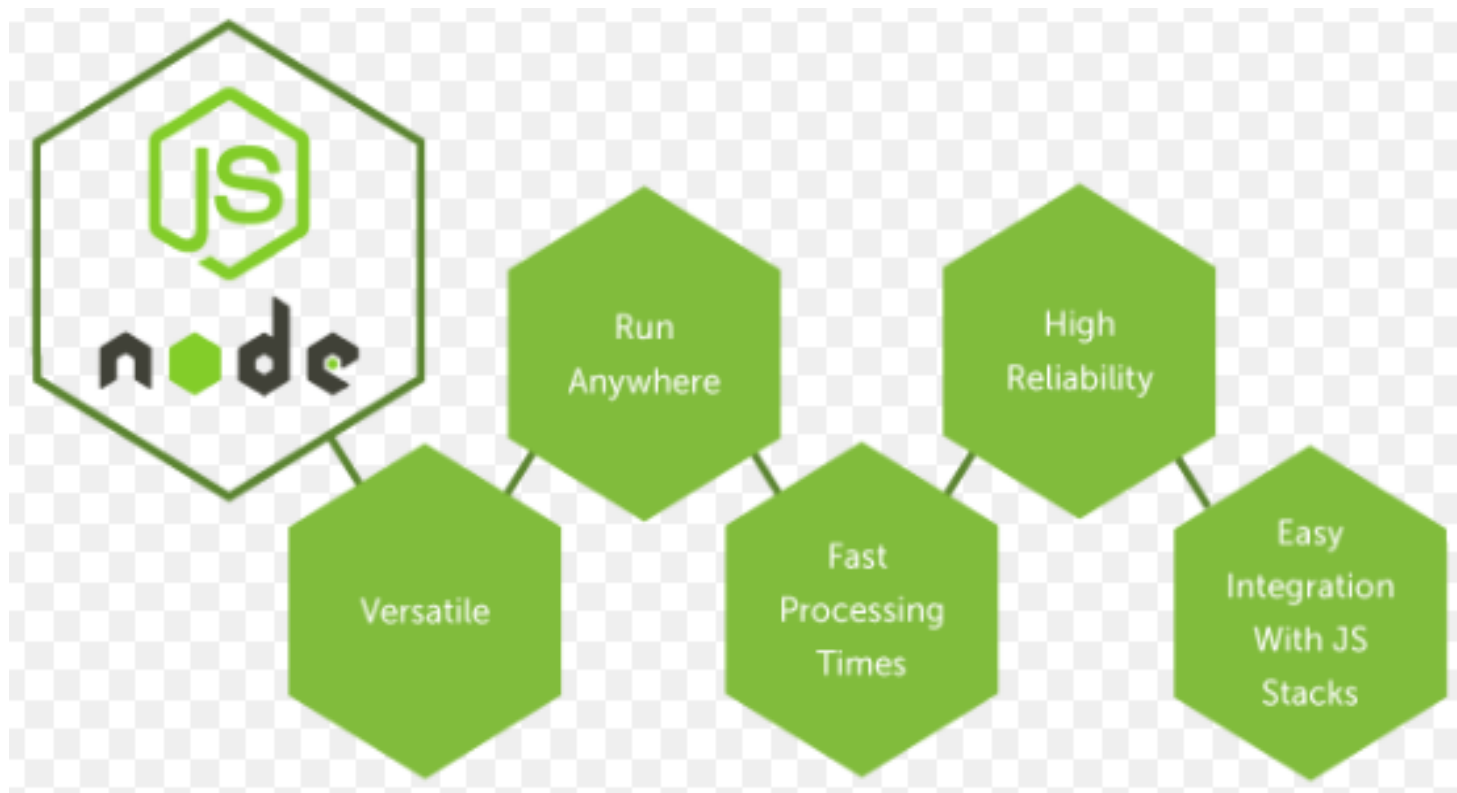 JS
node
Versatile
Run
Anywhere
Fast
Processing
Times
High
Reliability
Easy
Integration
With JS
Stacks